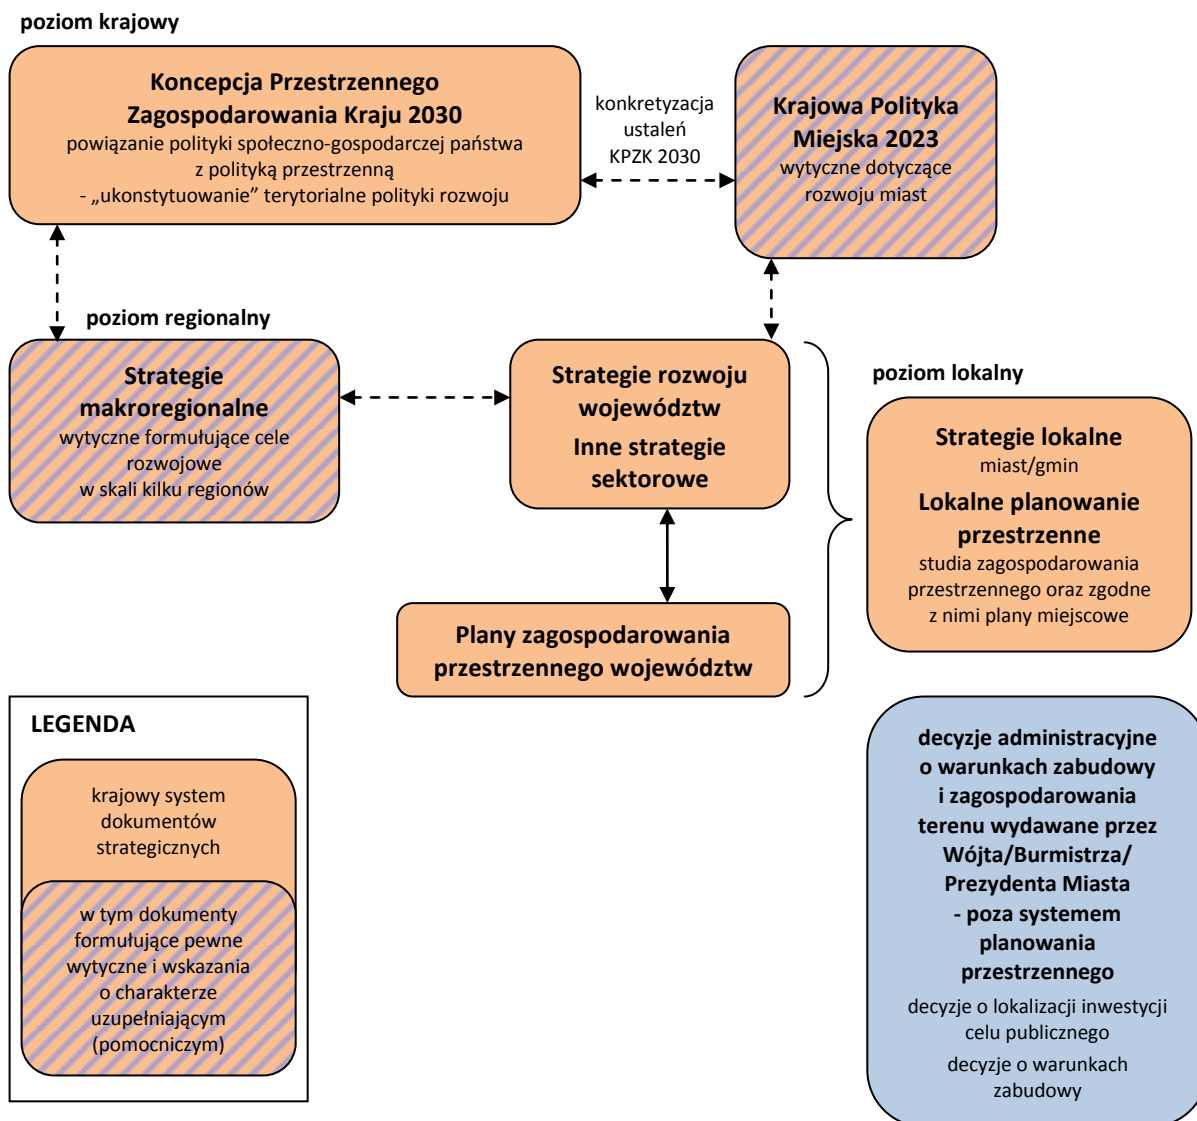 poziom krajowy
Koncepcja Przestrzennego
Zagospodarowania Kraju 2030
powiązanie polityki społeczno-gospodarczej państwa
z polityką przestrzenną
- „ukonstytuowanie” terytorialne polityki rozwoju
konkretyzacja
ustaleń
KPZK 2030
Krajowa Polityka
Miejska 2023
wytyczne dotyczące
rozwoju miast
poziom regionalny
Strategie
makroregionalne
wytyczne formułujące cele
rozwojowe
w skali kilku regionów
Strategie rozwoju
województw
Inne strategie
sektorowe
Plany zagospodarowania
przestrzennego województw
poziom lokalny
Strategie lokalne
miast/gmin
Lokalne planowanie
przestrzenne
studia zagospodarowania
przestrzennego oraz zgodne
z nimi plany miejscowe
decyzje administracyjne
o warunkach zabudowy
i zagospodarowania
terenu wydawane przez
Wójta/Burmistrza/
Prezydenta Miasta
- poza systemem
planowania
przestrzennego
decyzje o lokalizacji inwestycji
celu publicznego
decyzje o warunkach
zabudowy
LEGENDA
krajowy system
dokumentów
strategicznych
w tym dokumenty
formułujące pewne
wytyczne i wskazania
o charakterze
uzupełniającym
(pomocniczym)